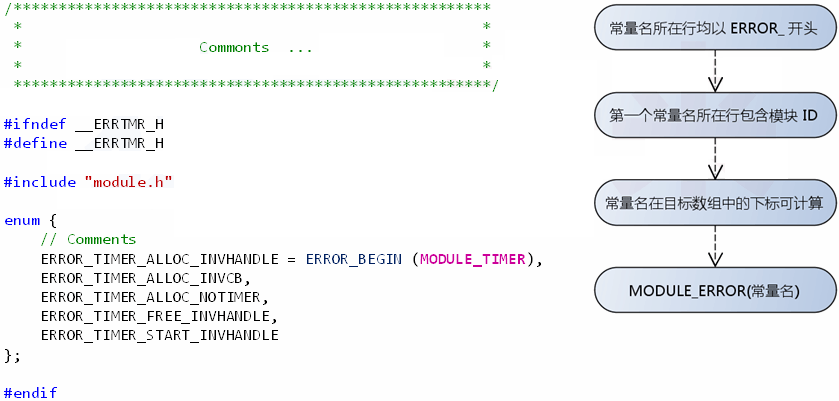 /*****************************************************
 *                                                   *
 *                    Commonts  ...                  *
 *                                                   *
 *****************************************************/
#ifndef __ERRTMR_H
#define __ERRTMR_H
#include "module.h"
enum {
    // Comments
    ERROR_TIMER_ALLOC_INVHANDLE = ERROR_BEGIN (MODULE_TIMER),
    ERROR_TIMER_ALLOC_INVCB,
    ERROR_TIMER_ALLOC_NOTIMER,
    ERROR_TIMER_FREE_INVHANDLE,
    ERROR_TIMER_START_INVHANDLE
};
#endif
常量名所在行均以 ERROR_ 开头
第一个常量名所在行包含模块 ID
常量名在目标数组中的下标可计算
MODULE_ERROR(常量名)